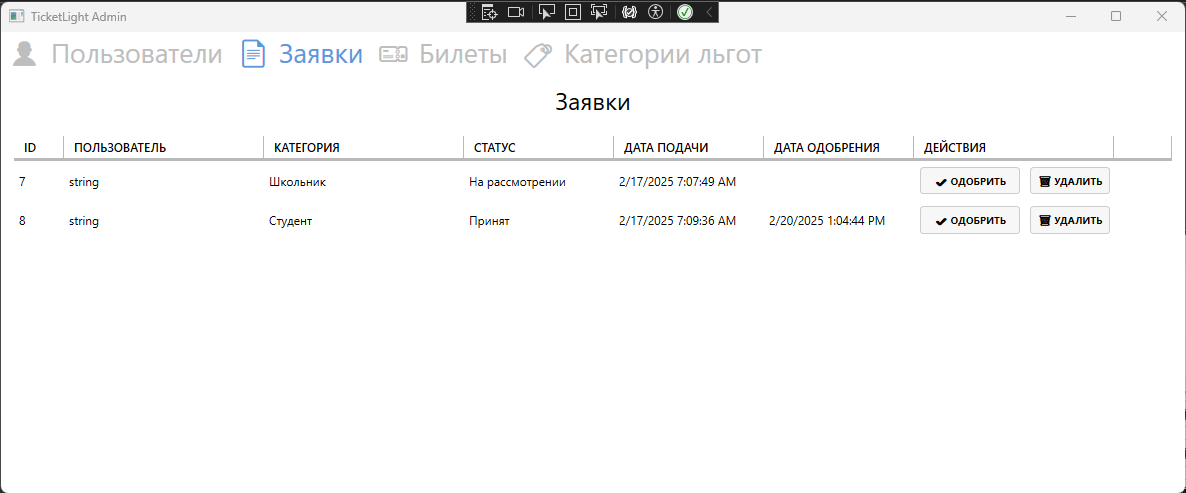 TicketLight Admin
Пользователи Заявки Билеты Категории льгот
Заявки
ID ПОЛЬЗОВАТЕЛЬ КАТЕГОРИЯ СТАТУС ДАТА ПОДАЧИ ДАТА ОДОБРЕНИЯ ДЕЙСТВИЯ
7 string Школьник На рассмотрении 2/17/2025 7:07:49 AM ОДОБРИТЬ УДАЛИТЬ
8 string Студент Принят 2/17/2025 7:09:36 AM 2/20/2025 1:04:44 PM ОДОБРИТЬ УДАЛИТЬ